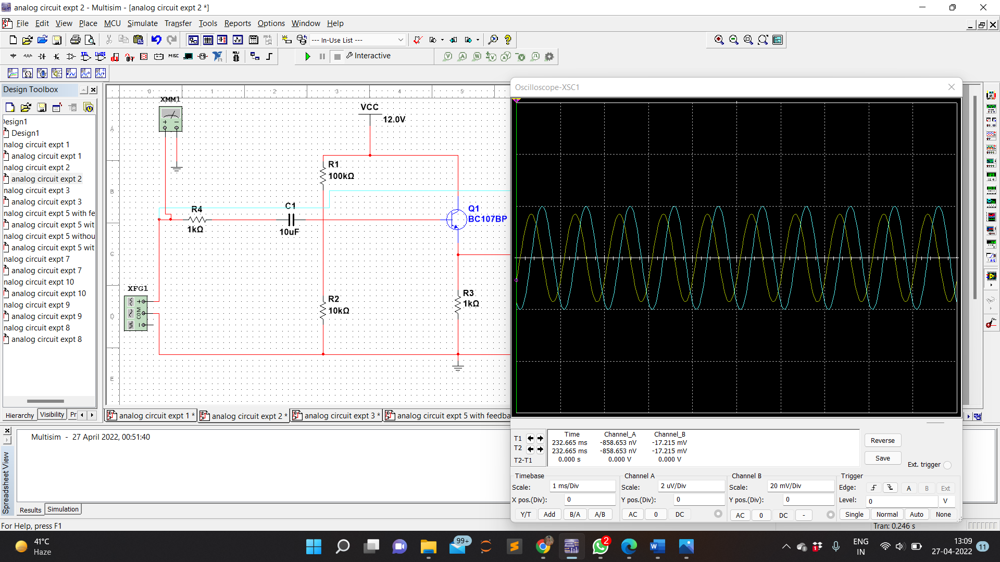 analog circuit expt 2 - Multisim - [analog circuit expt 2 *]
File Edit View Place MCU Simulate Transfer Tools Reports Options Window Help
--- In-Use List ---
Interactive
Design Toolbox
Design1
nalog circuit expt 1
analog circuit expt 1
nalog circuit expt 2
analog circuit expt 2
nalog circuit expt 3
analog circuit expt 3
nalog circuit expt 5 with fe
analog circuit expt 5 wit
nalog circuit expt 5 withou
analog circuit expt 5 wit
nalog circuit expt 7
analog circuit expt 7
nalog circuit expt 10
analog circuit expt 10
nalog circuit expt 9
analog circuit expt 9
nalog circuit expt 8
analog circuit expt 8
Hierarchy Visibility Pr
0 1 2 3 4 5
A
B
C
D
E
XMM1
VCC
12.0V
R1
100kΩ
R4
1kΩ
C1
10uF
Q1
BC107BP
XFG1
COM
R2
10kΩ
R3
1kΩ
analog circuit expt 1 * analog circuit expt 2 * analog circuit expt 3 * analog circuit expt 5 with feedba
Oscilloscope-XSC1
Time Channel_A Channel_B
T1 232.665 ms -858.653 nV -17.215 mV
T2 232.665 ms -858.653 nV -17.215 mV
T2-T1 0.000 s 0.000 V 0.000 V
Reverse
Save
Ext. trigger
Timebase
Scale: 1 ms/Div
X pos.(Div): 0
Y/T Add B/A A/B
Channel A
Scale: 2 uV/Div
Y pos.(Div): 0
AC 0 DC
Channel B
Scale: 20 mV/Div
Y pos.(Div): 0
AC 0 DC -
Trigger
Edge: A B Ext
Level: 0 V
Single Normal Auto None
Multisim - 27 April 2022, 00:51:40
Spreadsheet View
Results Simulation
For Help, press F1
Tran: 0.246 s
41°C
Haze
99+
2
1
ENG
IN
13:09
27-04-2022
11